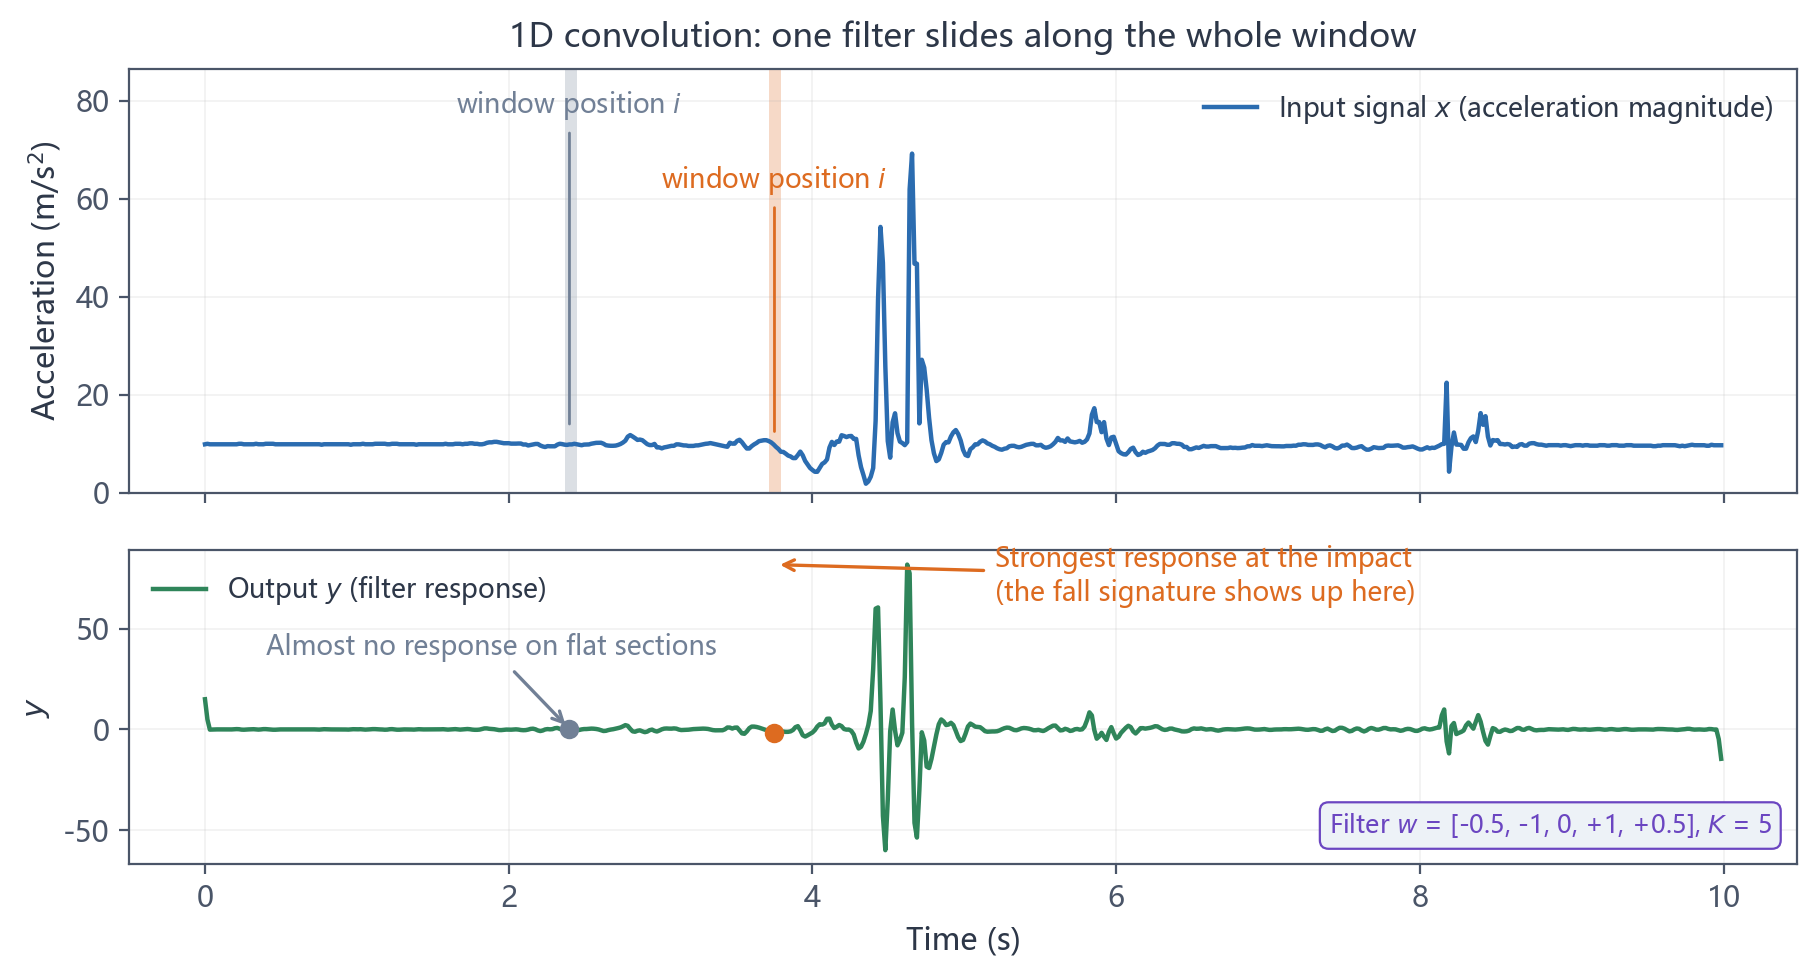 1D convolution: one filter slides along the whole window
window position i
Input signal x (acceleration magnitude)
window position i
Acceleration (m/s²)
80
60
40
20
0
Strongest response at the impact
(the fall signature shows up here)
Output y (filter response)
Almost no response on flat sections
y
50
0
-50
Filter w = [-0.5, -1, 0, +1, +0.5], K = 5
0 2 4 6 8 10
Time (s)